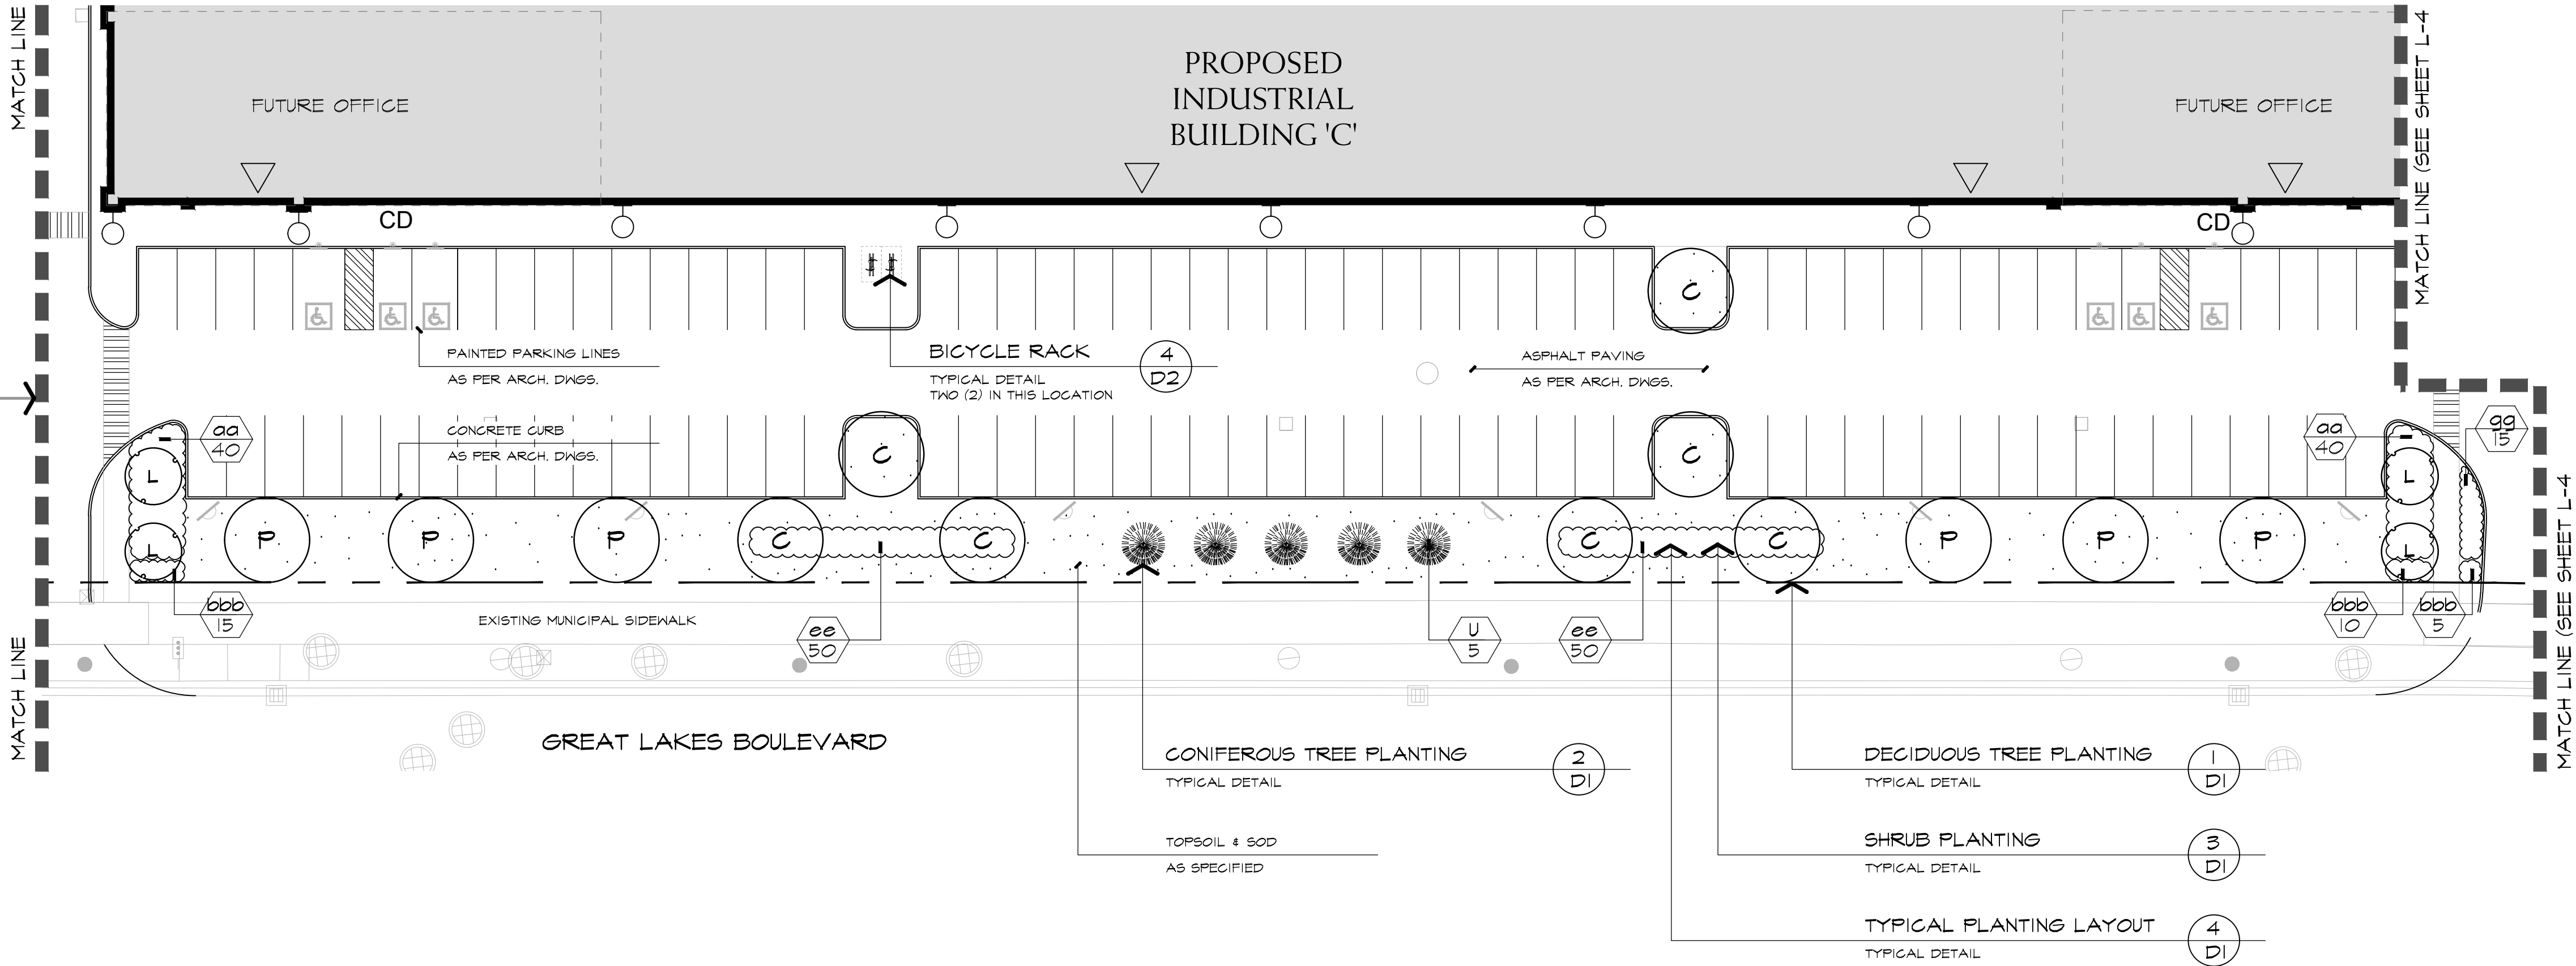 MATCH LINE
PROPOSED
INDUSTRIAL
BUILDING 'C'
FUTURE OFFICE
FUTURE OFFICE
MATCH LINE (SEE SHEET L-4
CD
CD
C
PAINTED PARKING LINES
AS PER ARCH. DWGS.
BICYCLE RACK
TYPICAL DETAIL
TWO (2) IN THIS LOCATION
4
D2
ASPHALT PAVING
AS PER ARCH. DWGS.
CONCRETE CURB
AS PER ARCH. DWGS.
aa
40
C
C
aa
40
gg
15
L
L
P
P
P
C
C
C
C
P
P
P
L
L
bbb
15
EXISTING MUNICIPAL SIDEWALK
ee
50
U
5
ee
50
bbb
10
bbb
5
MATCH LINE
MATCH LINE (SEE SHEET L-4
GREAT LAKES BOULEVARD
CONIFEROUS TREE PLANTING
TYPICAL DETAIL
2
D1
DECIDUOUS TREE PLANTING
TYPICAL DETAIL
1
D1
TOPSOIL & SOD
AS SPECIFIED
SHRUB PLANTING
TYPICAL DETAIL
3
D1
TYPICAL PLANTING LAYOUT
TYPICAL DETAIL
4
D1